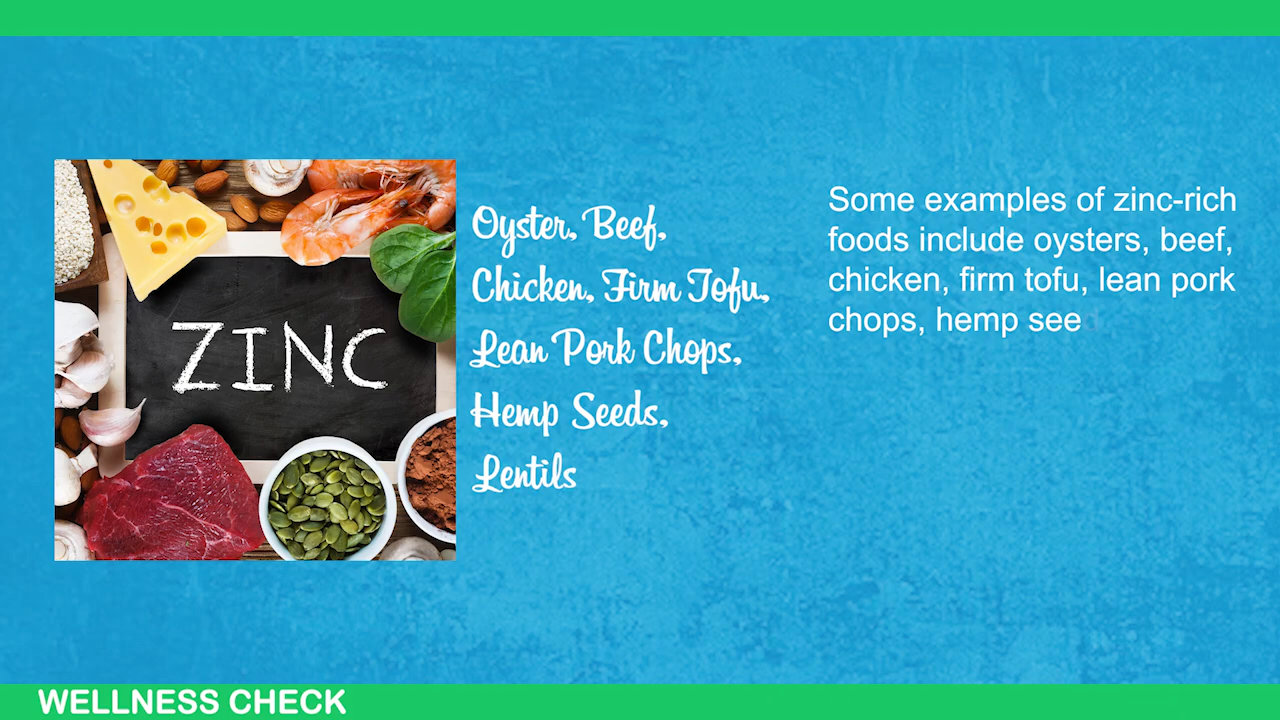 ZINC
Oyster, Beef,
Chicken, Firm Tofu,
Lean Pork Chops,
Hemp Seeds,
Lentils
Some examples of zinc-rich
foods include oysters, beef,
chicken, firm tofu, lean pork
chops, hemp seed
WELLNESS CHECK